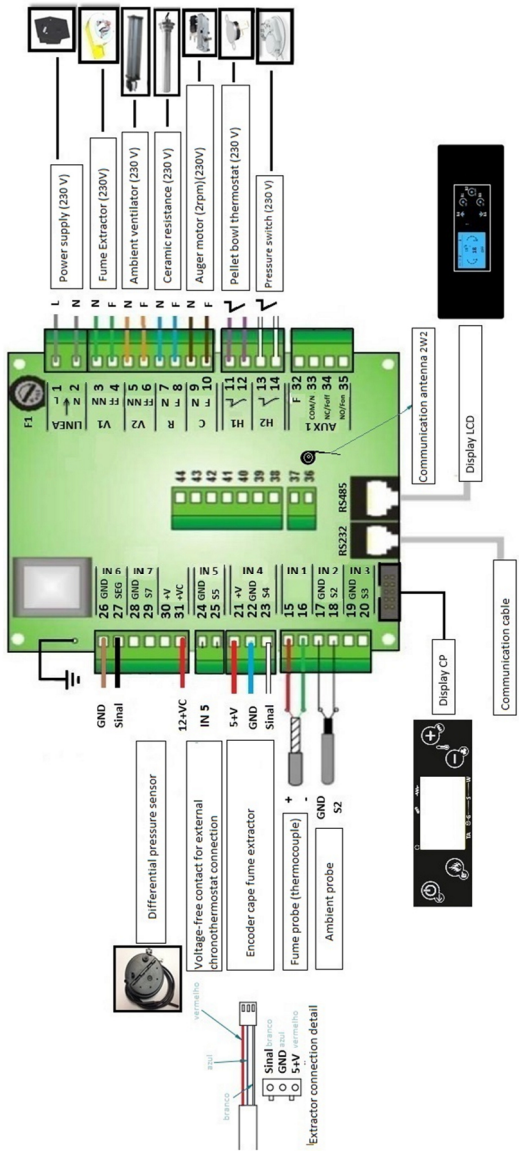 Power supply (230 V)
Fume Extractor (230 V)
Ambient ventilator (230 V)
Ceramic resistance (230 V)
Auger motor (2rpm)(230V)
Pellet bowl thermostat (230 V)
Pressure switch (230 V)
L
N
N
F
N
F
N
F
N
F
F1
1 L
2 N
LINEA
3 NN
4 FF
V1
5 NN
6 FF
V2
7 N
8 F
R
9 N
10 F
C
11
12
H1
13
14
H2
32 F
33 COM/N
34 NC/Foff
35 NO/Fon
AUX1
44
43
42
41
40
39
38
37
36
Communication antenna 2W2
RS485
RS232
Display LCD
IN 6
26 GND
27 SEG
IN 7
28 GND
29 S7
30 +V
31 +VC
IN 5
24 GND
25 S5
IN 4
21 +V
22 GND
23 S4
IN 1
15
16
IN 2
17 GND
18 S2
IN 3
19 GND
20 S3
GND
Sinal
12+VC
IN 5
5+V
GND
Sinal
+
-
GND
S2
Display CP
Communication cable
Differential pressure sensor
Voltage-free contact for external
chronothermostat connection
Encoder cape fume extractor
Fume probe (thermocouple)
Ambient probe
vermelho
azul
branco
Sinal branco
GND azul
5+V vermelho
Extractor connection detail